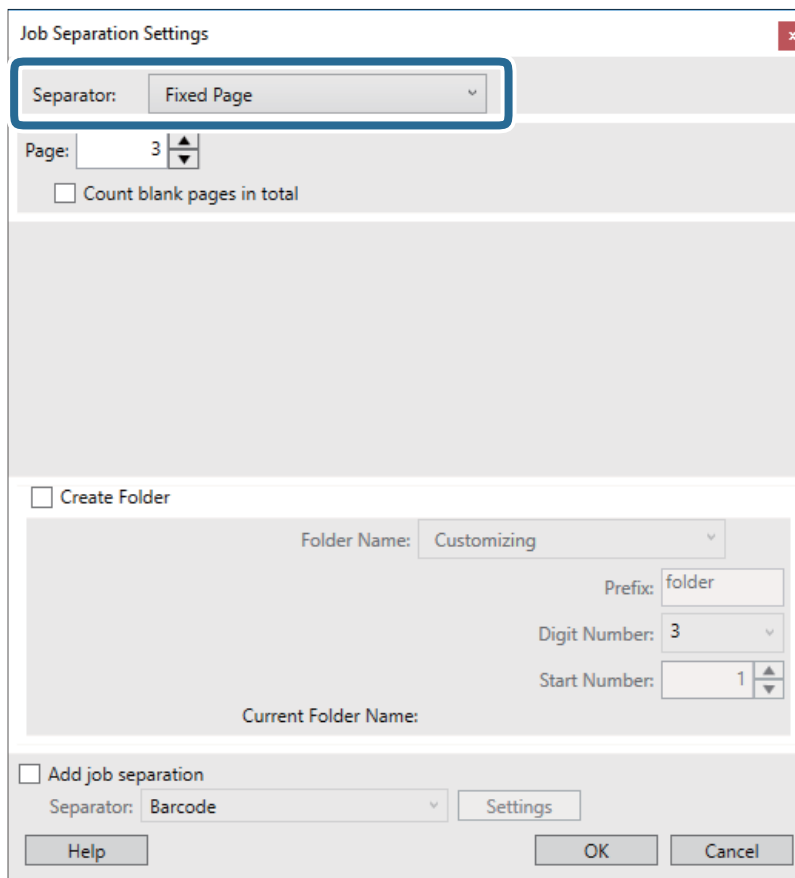 Job Separation Settings
x
Separator: Fixed Page
Page: 3
Count blank pages in total
Create Folder
Folder Name: Customizing
Prefix: folder
Digit Number: 3
Start Number: 1
Current Folder Name:
Add job separation
Separator: Barcode Settings
Help OK Cancel